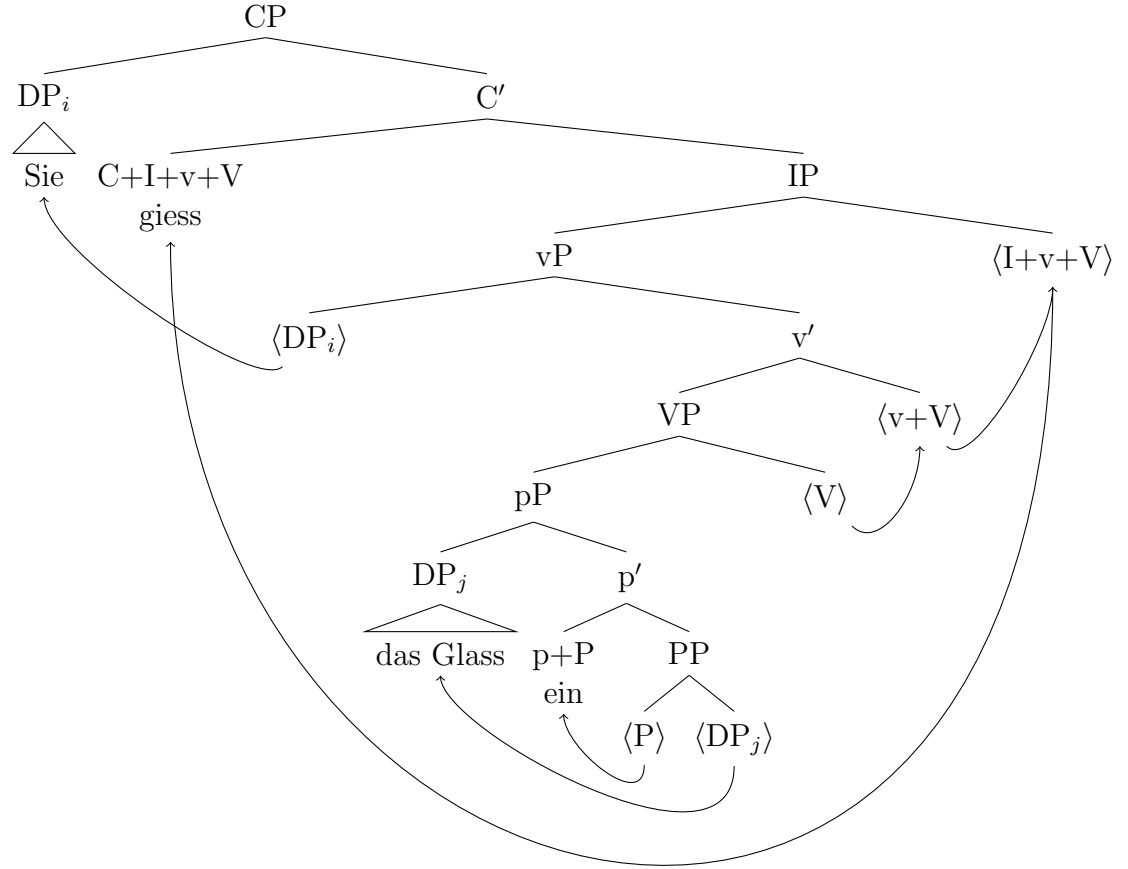 CP
DPᵢ C′
Sie C+I+v+V IP
giess
vP ⟨I+v+V⟩
⟨DPᵢ⟩ v′
VP ⟨v+V⟩
pP ⟨V⟩
DPⱼ p′
das Glass p+P PP
ein
⟨P⟩ ⟨DPⱼ⟩